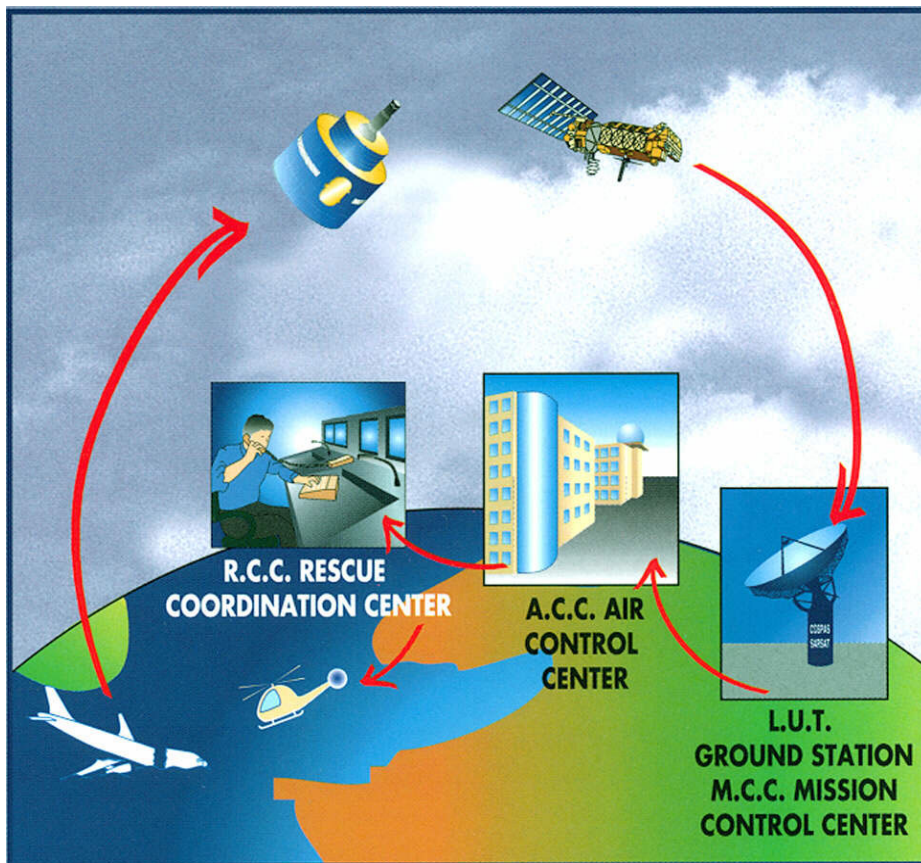 R.C.C. RESCUE
COORDINATION CENTER
A.C.C. AIR
CONTROL
CENTER
COSPAS
SARSAT
L.U.T.
GROUND STATION
M.C.C. MISSION
CONTROL CENTER